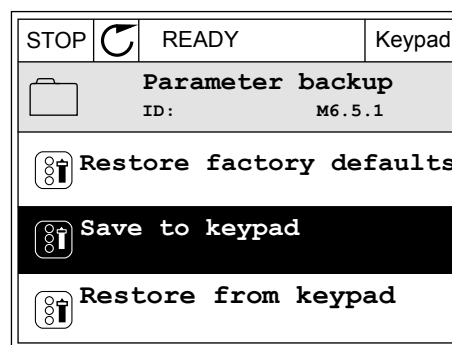 STOP READY Keypad
Parameter backup
ID: M6.5.1
Restore factory defaults
Save to keypad
Restore from keypad